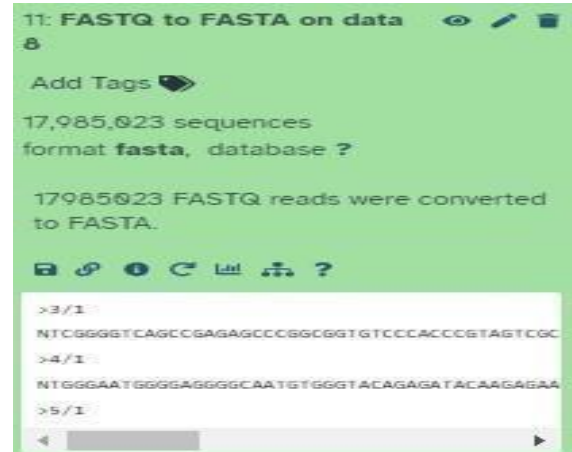 11: FASTQ to FASTA on data
8
Add Tags
17,985,023 sequences
format fasta, database ?
17985023 FASTQ reads were converted
to FASTA.
?
>3/1
NTCGGGGTCAGCCGAGAGCCCGGCGGTGTCCCACCCGTAGTCGC
>4/1
NTGGGAATGGGGAGGGGCAATGTGGGTACAGAGATACAAGAGAA
>5/1